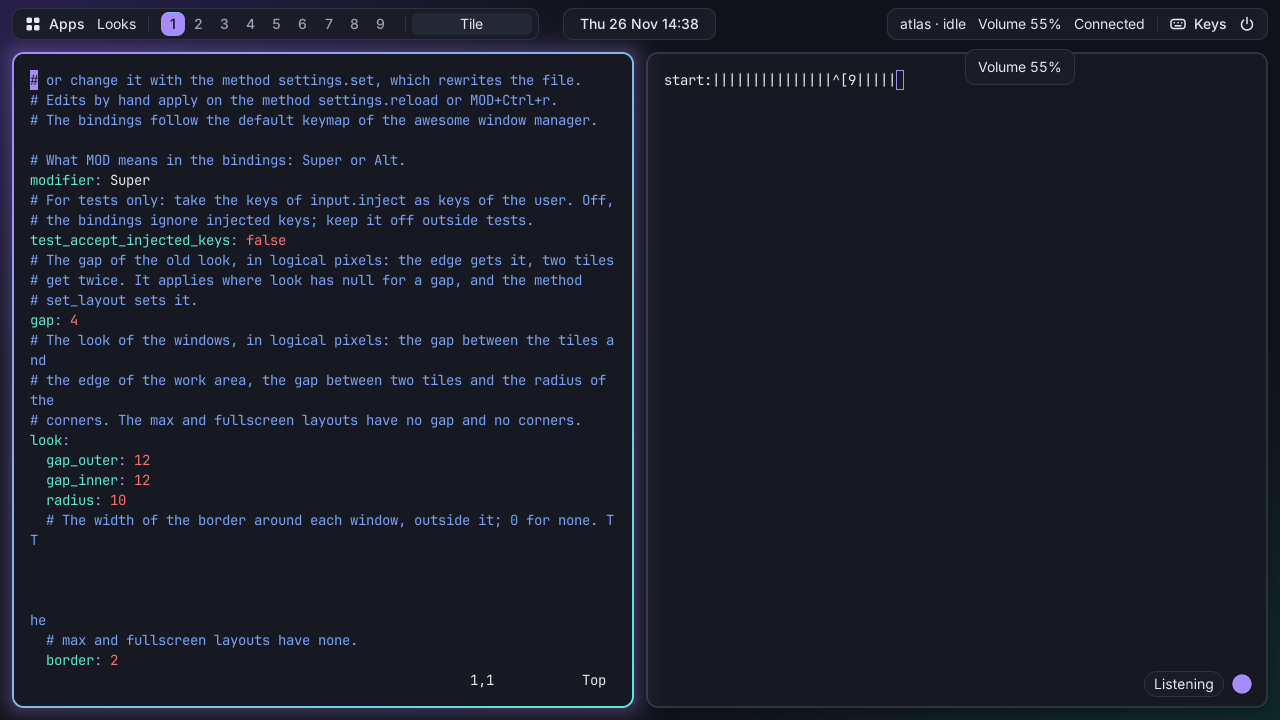 Apps Looks 1 2 3 4 5 6 7 8 9 Tile
Thu 26 Nov 14:38
atlas · idle Volume 55% Connected Keys
Volume 55%
# or change it with the method settings.set, which rewrites the file.
# Edits by hand apply on the method settings.reload or MOD+Ctrl+r.
# The bindings follow the default keymap of the awesome window manager.
# What MOD means in the bindings: Super or Alt.
modifier: Super
# For tests only: take the keys of input.inject as keys of the user. Off,
# the bindings ignore injected keys; keep it off outside tests.
test_accept_injected_keys: false
# The gap of the old look, in logical pixels: the edge gets it, two tiles
# get twice. It applies where look has null for a gap, and the method
# set_layout sets it.
gap: 4
# The look of the windows, in logical pixels: the gap between the tiles a
nd
# the edge of the work area, the gap between two tiles and the radius of
the
# corners. The max and fullscreen layouts have no gap and no corners.
look:
  gap_outer: 12
  gap_inner: 12
  radius: 10
  # The width of the border around each window, outside it; 0 for none. T
T
he
  # max and fullscreen layouts have none.
  border: 2
1,1 Top
start:|||||||||||||||^[9|||||
Listening